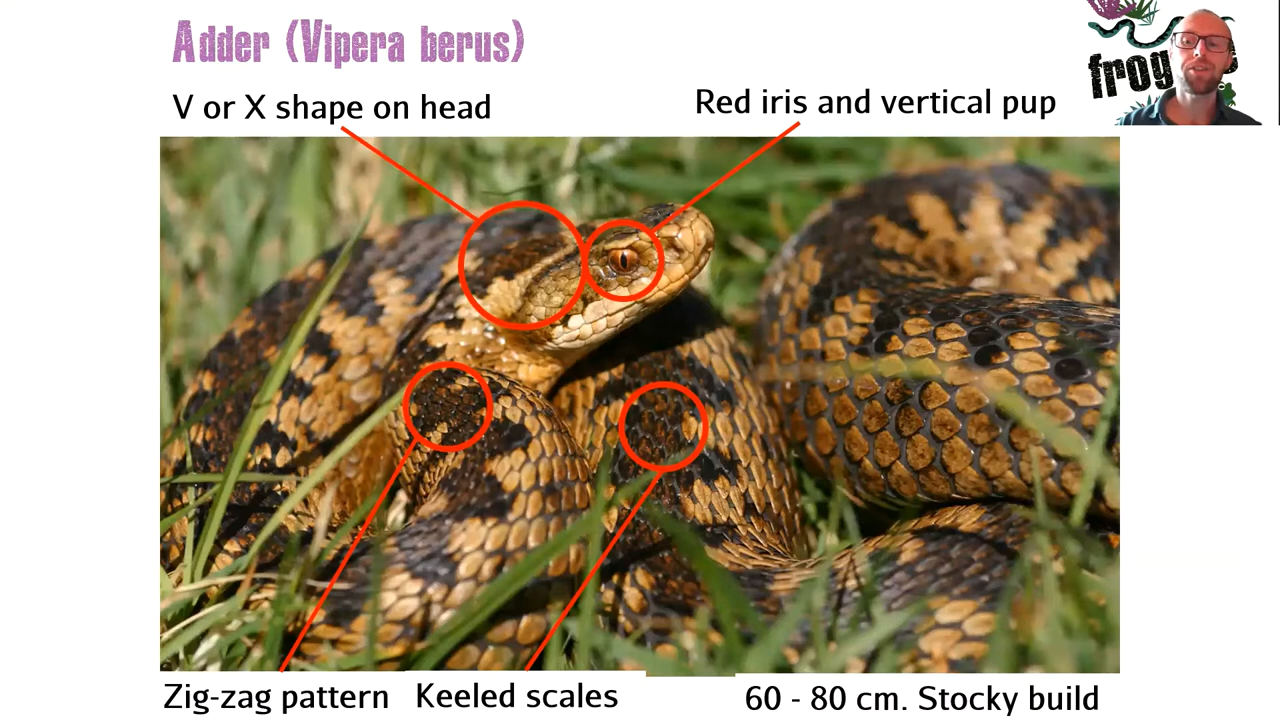 Adder (Vipera berus)
V or X shape on head
Red iris and vertical pup
frog
Zig-zag pattern
Keeled scales
60 - 80 cm. Stocky build